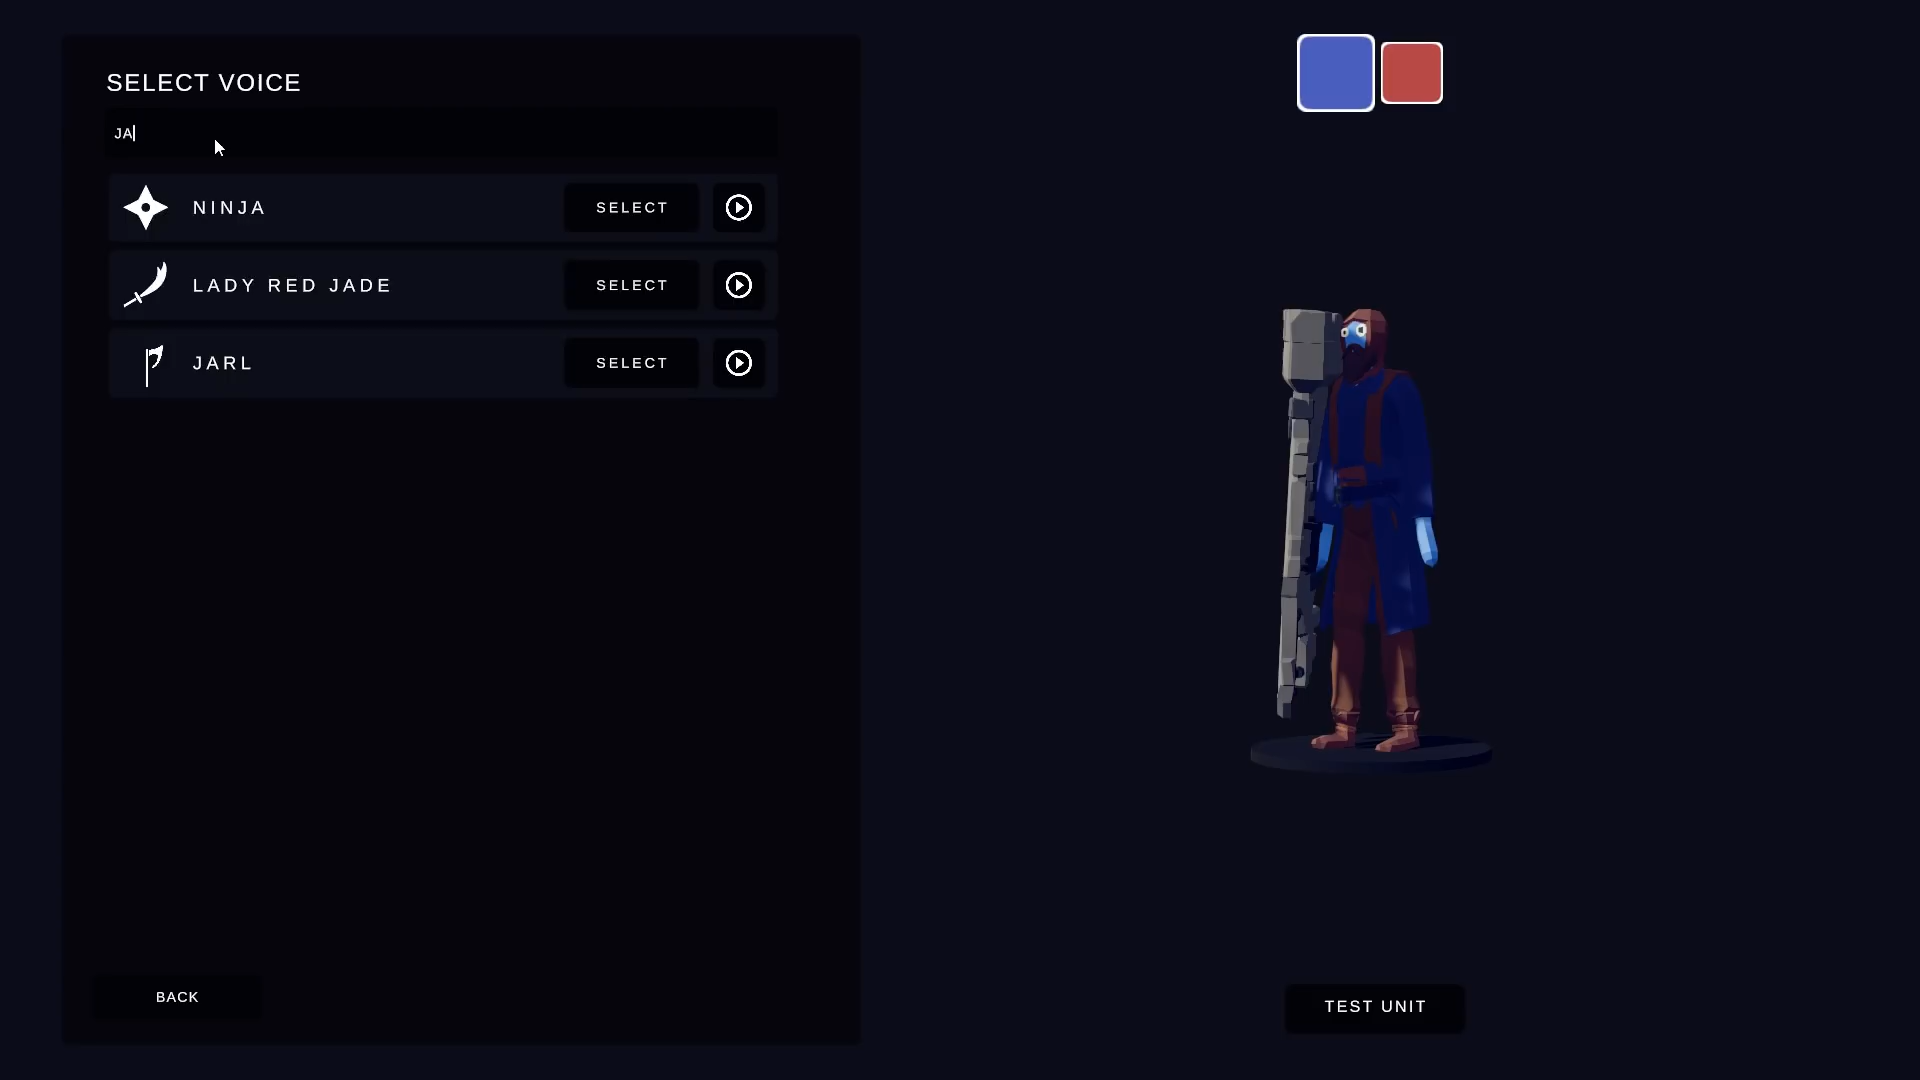 SELECT VOICE
JA
NINJA
SELECT
LADY RED JADE
SELECT
JARL
SELECT
BACK
TEST UNIT